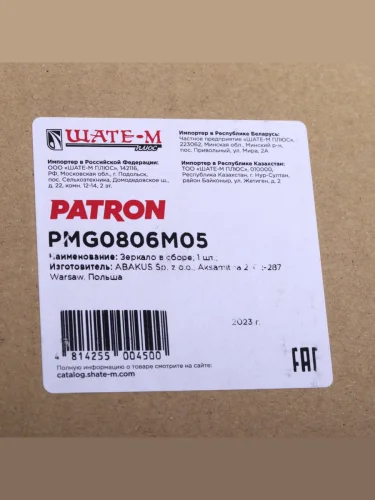 ШАТЕ-М
ПЛЮС
Импортер в Российской Федерации:
ООО «ШАТЕ-М ПЛЮС», 142116,
РФ, Московская обл., г. Подольск,
пос. Сельхозтехника, Домодедовское ш.,
д. 22, комн. 12-14, 2 эт.
Импортер в Республике Беларусь:
Частное предприятие «ШАТЕ-М ПЛЮС»,
223062, Минская обл., Минский р-н,
пос. Привольный, ул. Мира, 2А
Импортер в Республике Казахстан:
ТОО «ШАТЕ-М ПЛЮС», 010000,
Республика Казахстан, г. Нур-Султан,
район Байконыр, ул. Жетиген, д. 2
PATRON
PMG0806M05
Наименование: Зеркало в сборе; 1 шт.;
Изготовитель: ABAKUS Sp. z o.o.,
Warsaw, Польша
2023 г.
4 814255 004500
EAC
Полную информацию о товаре смотрите на сайте:
catalog.shate-m.com